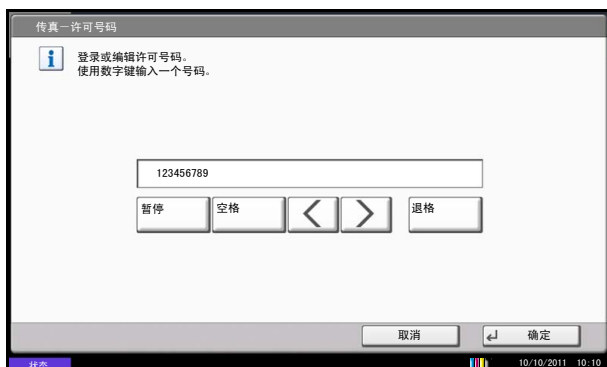 传真－许可号码
登录或编辑许可号码。
使用数字键输入一个号码。
123456789
暂停 空格 退格
取消 确定
状态 10/10/2011 10:10